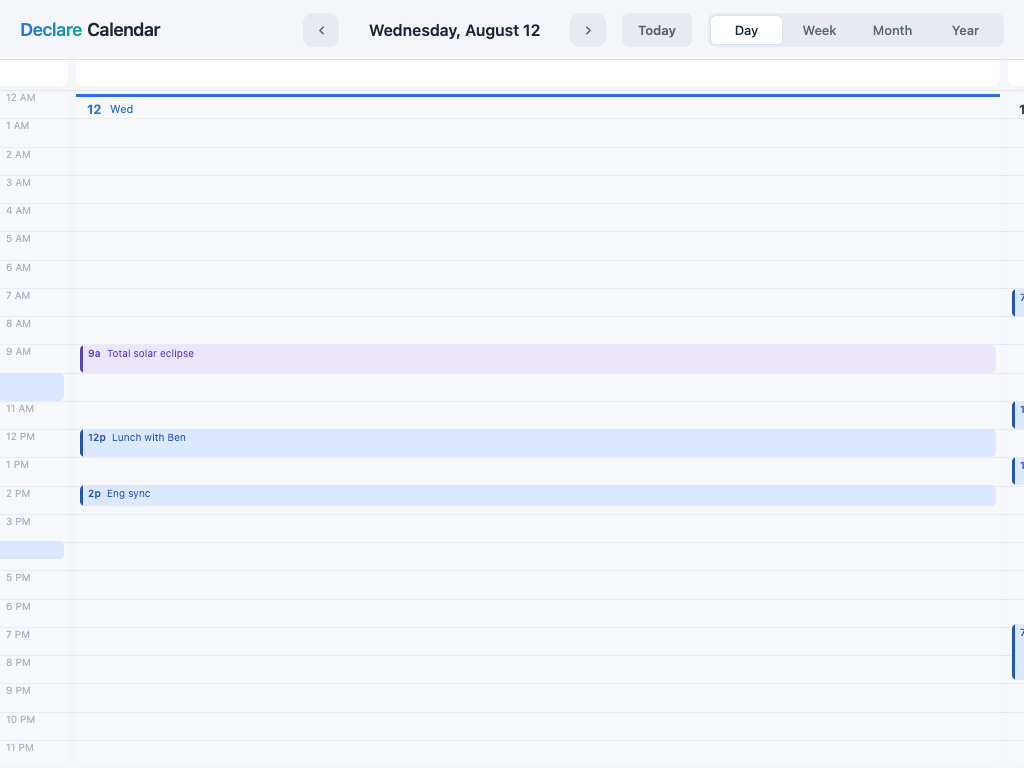 Declare Calendar
Wednesday, August 12
Today
Day
Week
Month
Year
12 AM
12 Wed
1 AM
2 AM
3 AM
4 AM
5 AM
6 AM
7 AM
8 AM
9 AM
9a Total solar eclipse
11 AM
12 PM
12p Lunch with Ben
1 PM
2 PM
2p Eng sync
3 PM
5 PM
6 PM
7 PM
8 PM
9 PM
10 PM
11 PM